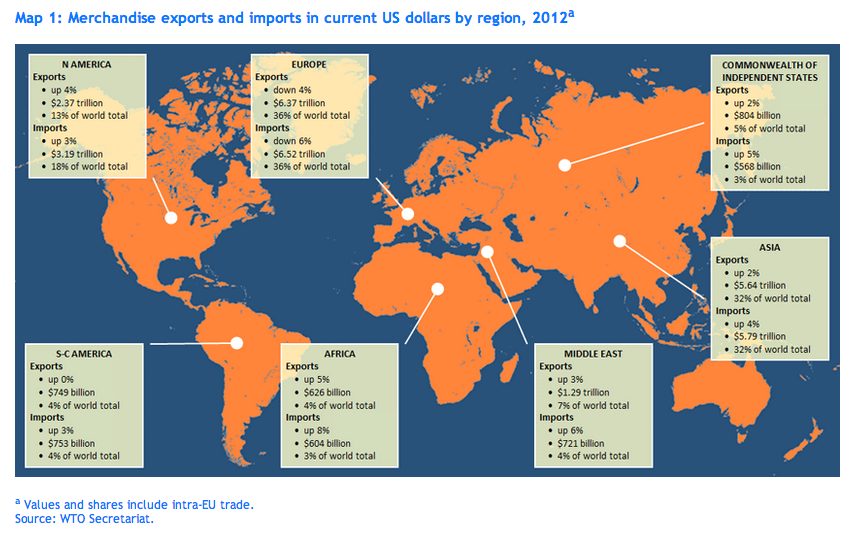 Map 1: Merchandise exports and imports in current US dollars by region, 2012a
N AMERICA
Exports
• up 4%
• $2.37 trillion
• 13% of world total
Imports
• up 3%
• $3.19 trillion
• 18% of world total
EUROPE
Exports
• down 4%
• $6.37 trillion
• 36% of world total
Imports
• down 6%
• $6.52 trillion
• 36% of world total
COMMONWEALTH OF
INDEPENDENT STATES
Exports
• up 2%
• $804 billion
• 5% of world total
Imports
• up 5%
• $568 billion
• 3% of world total
ASIA
Exports
• up 2%
• $5.64 trillion
• 32% of world total
Imports
• up 4%
• $5.79 trillion
• 32% of world total
S-C AMERICA
Exports
• up 0%
• $749 billion
• 4% of world total
Imports
• up 3%
• $753 billion
• 4% of world total
AFRICA
Exports
• up 5%
• $626 billion
• 4% of world total
Imports
• up 8%
• $604 billion
• 3% of world total
MIDDLE EAST
Exports
• up 3%
• $1.29 trillion
• 7% of world total
Imports
• up 6%
• $721 billion
• 4% of world total
a Values and shares include intra-EU trade.
Source: WTO Secretariat.